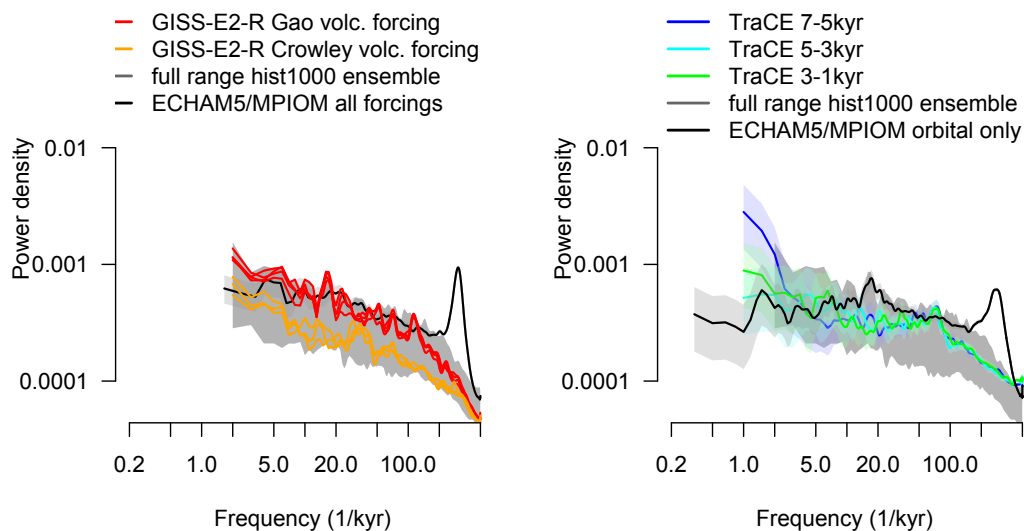 GISS-E2-R Gao volc. forcing
GISS-E2-R Crowley volc. forcing
full range hist1000 ensemble
ECHAM5/MPIOM all forcings
Power density
0.01
0.001
0.0001
0.2 1.0 5.0 20.0 100.0
Frequency (1/kyr)
TraCE 7-5kyr
TraCE 5-3kyr
TraCE 3-1kyr
full range hist1000 ensemble
ECHAM5/MPIOM orbital only
Power density
0.01
0.001
0.0001
0.2 1.0 5.0 20.0 100.0
Frequency (1/kyr)